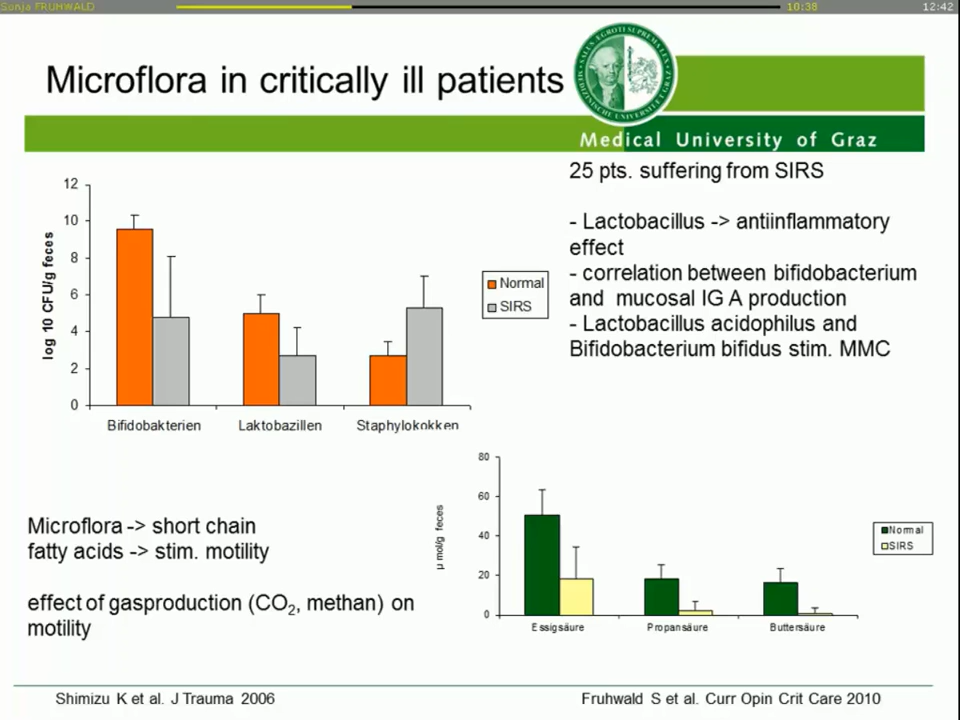 Sonja FRUHWALD
10:38
12:42
Microflora in critically ill patients
Medical University of Graz
25 pts. suffering from SIRS
- Lactobacillus -> antiinflammatory
effect
- correlation between bifidobacterium
and mucosal IG A production
- Lactobacillus acidophilus and
Bifidobacterium bifidus stim. MMC
log 10 CFU/g feces
12
10
8
6
4
2
0
Bifidobakterien
Laktobazillen
Staphylokokken
Normal
SIRS
Microflora -> short chain
fatty acids -> stim. motility
effect of gasproduction (CO₂, methan) on
motility
µ mol/g feces
80
60
40
20
0
Essigsäure
Propansäure
Buttersäure
Normal
SIRS
Shimizu K et al. J Trauma 2006
Fruhwald S et al. Curr Opin Crit Care 2010